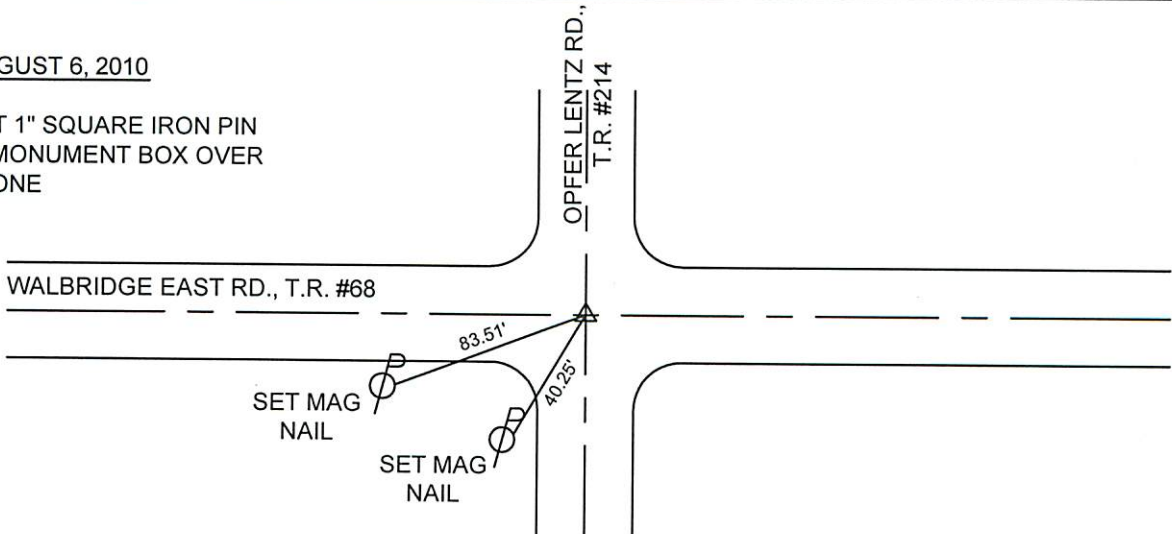 GUST 6, 2010
T 1" SQUARE IRON PIN
MONUMENT BOX OVER
ONE
OPFER LENTZ RD.,
T.R. #214
WALBRIDGE EAST RD., T.R. #68
83.51'
40.25'
SET MAG
NAIL
SET MAG
NAIL